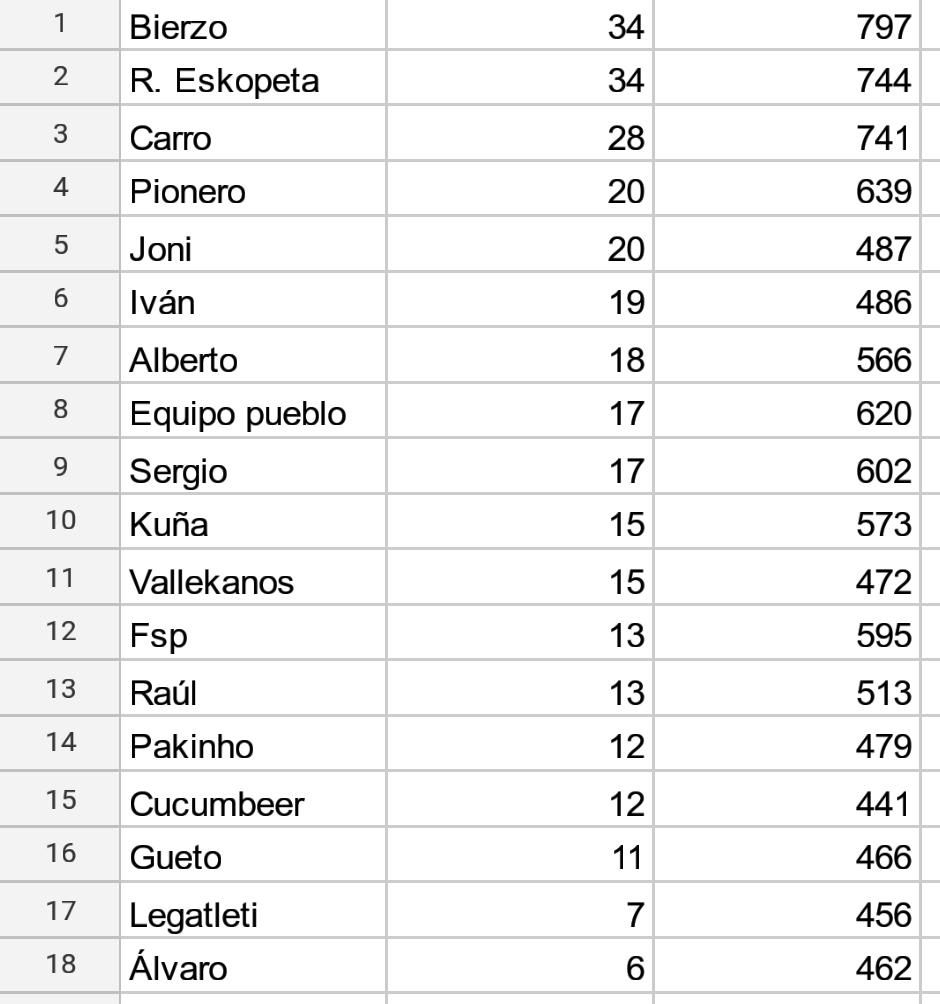 1 Bierzo 34 797
2 R. Eskopeta 34 744
3 Carro 28 741
4 Pionero 20 639
5 Joni 20 487
6 Iván 19 486
7 Alberto 18 566
8 Equipo pueblo 17 620
9 Sergio 17 602
10 Kuña 15 573
11 Vallekanos 15 472
12 Fsp 13 595
13 Raúl 13 513
14 Pakinho 12 479
15 Cucumbeer 12 441
16 Gueto 11 466
17 Legatleti 7 456
18 Álvaro 6 462